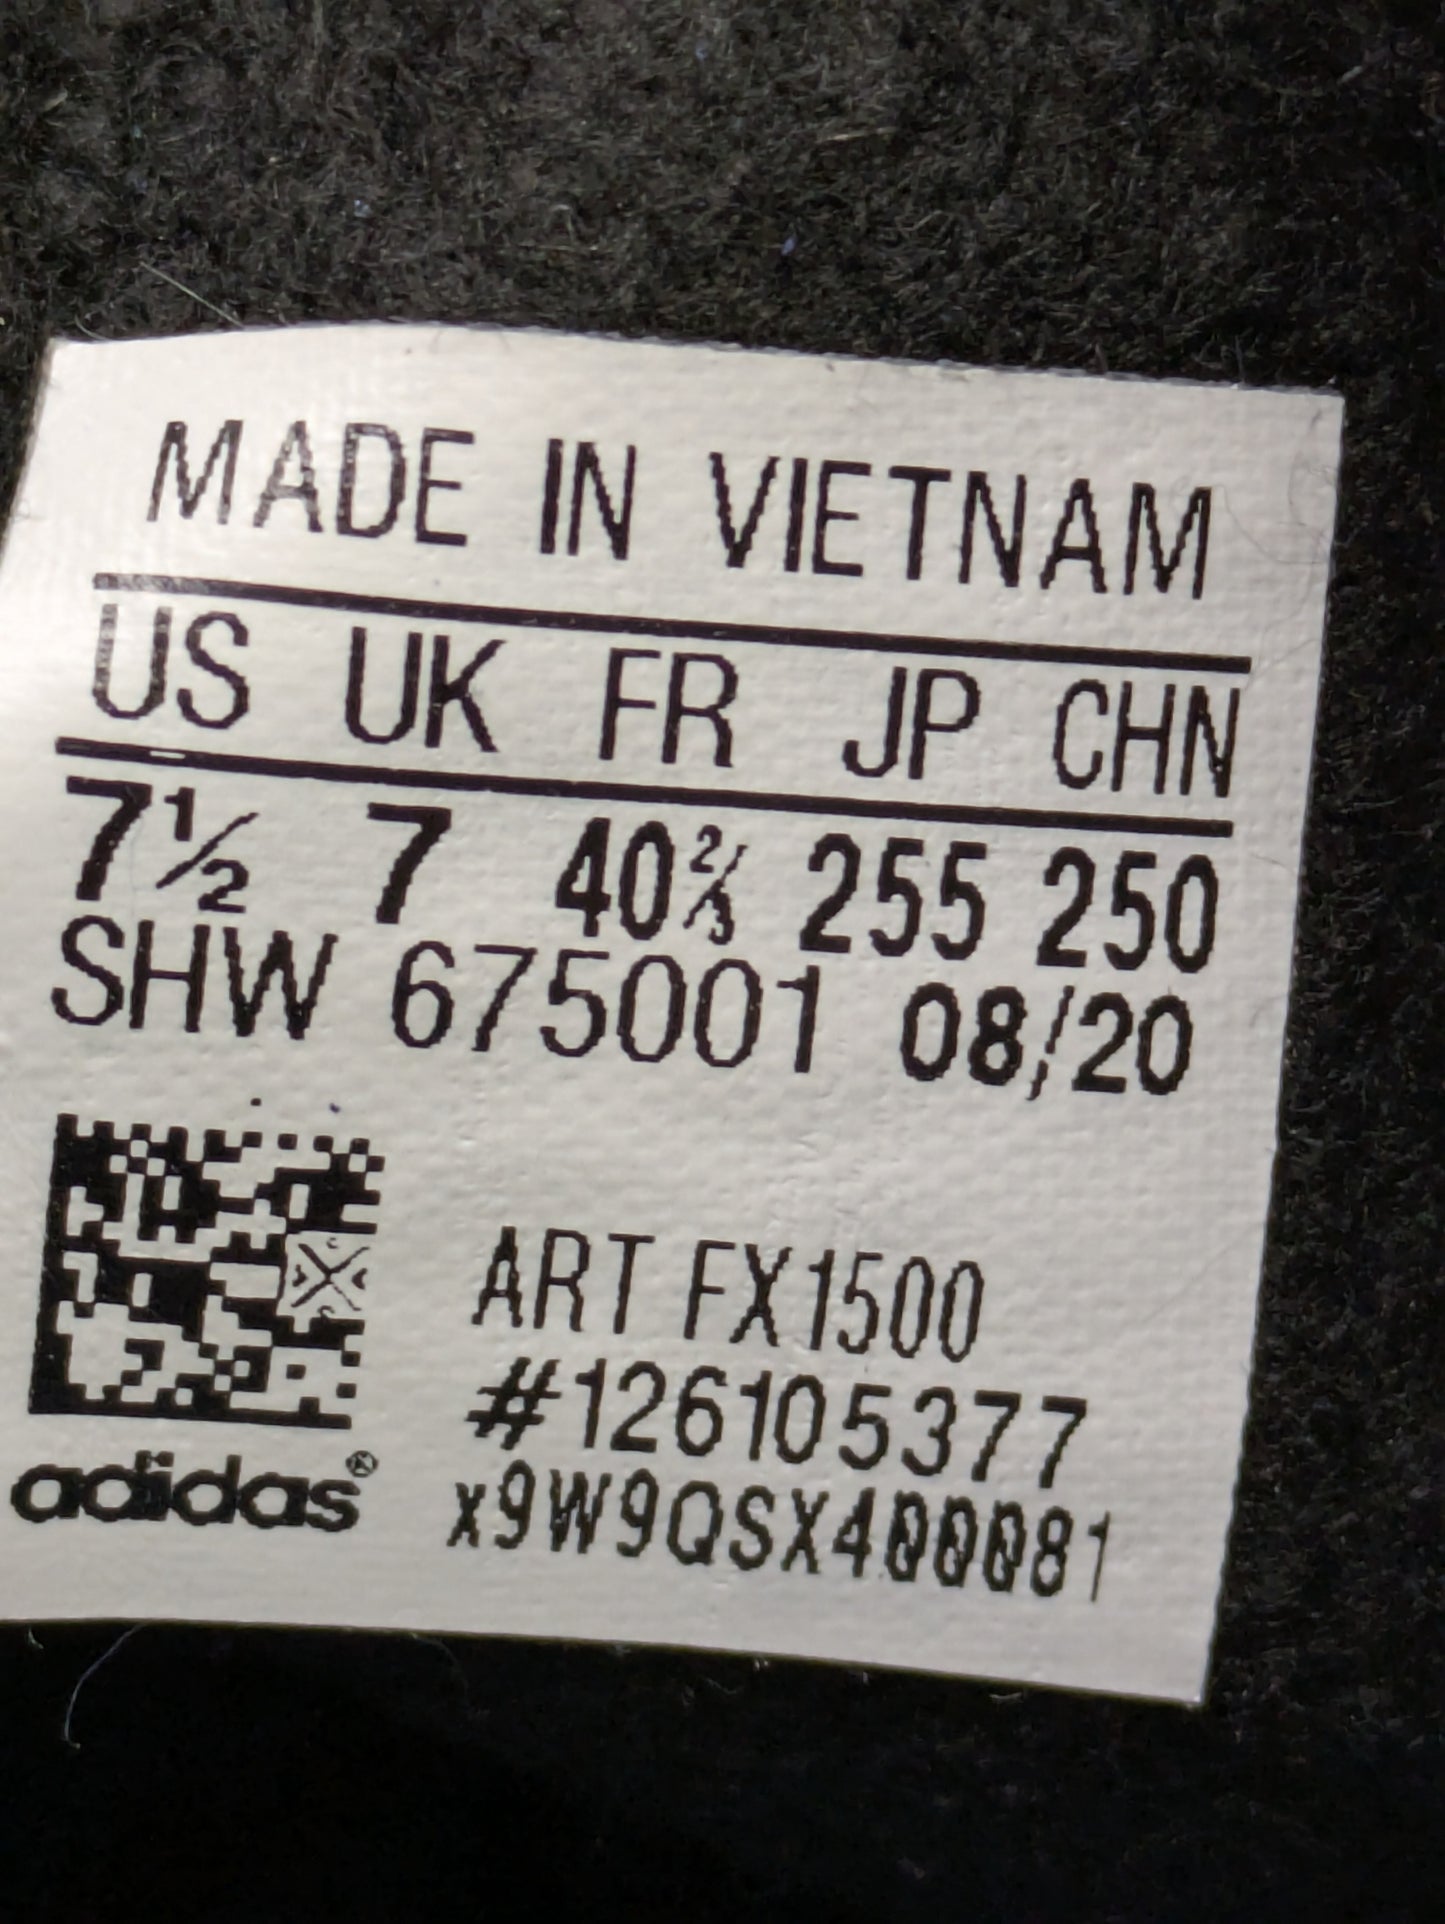 MADE IN VIETNAM
US UK FR JP CHN
7½ 7 40⅔ 255 250
SHW 675001 08/20
ART FX1500
#126105377
x9W9QSX400081
adidas®